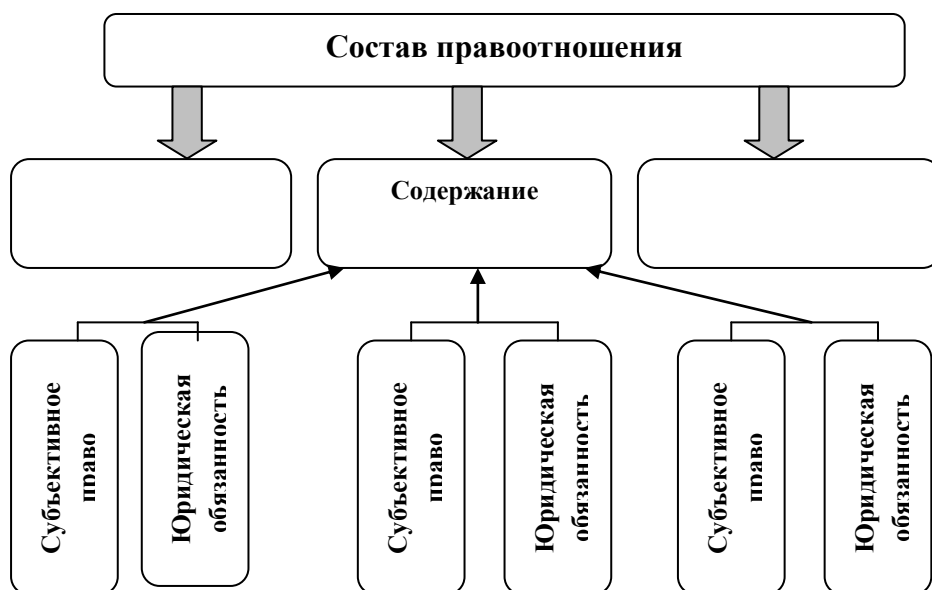 Состав правоотношения
Содержание
Субъективное
право
Юридическая
обязанность
Субъективное
право
Юридическая
обязанность
Субъективное
право
Юридическая
обязанность